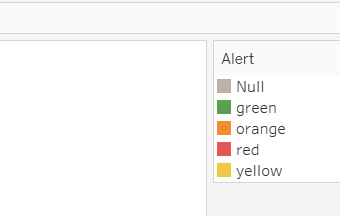 Alert
Null
green
orange
red
yellow